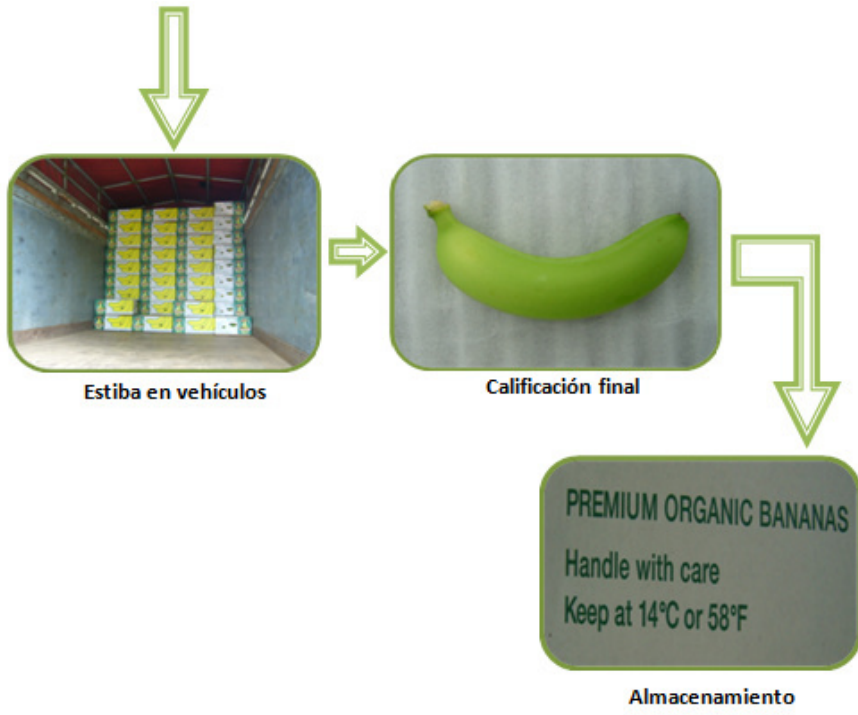 Estiba en vehículos
Calificación final
PREMIUM ORGANIC BANANAS
Handle with care
Keep at 14°C or 58°F
Almacenamiento